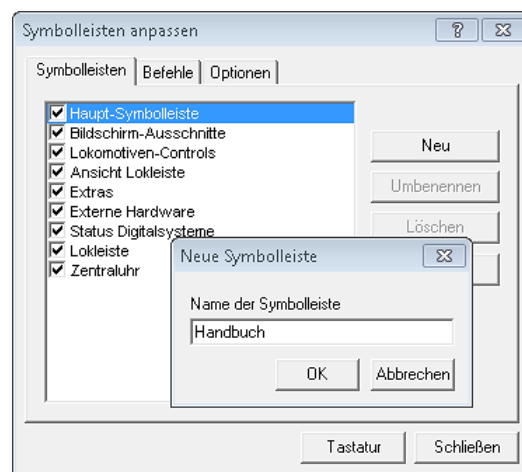 Symbolleisten anpassen
Symbolleisten Befehle Optionen
Haupt-Symbolleiste
Bildschirm-Ausschnitte
Lokomotiven-Controls
Ansicht Lokleiste
Extras
Externe Hardware
Status Digitalsysteme
Lokleiste
Zentraluhr
Neu
Umbenennen
Löschen
Neue Symbolleiste
Name der Symbolleiste
Handbuch
OK Abbrechen
Tastatur Schließen